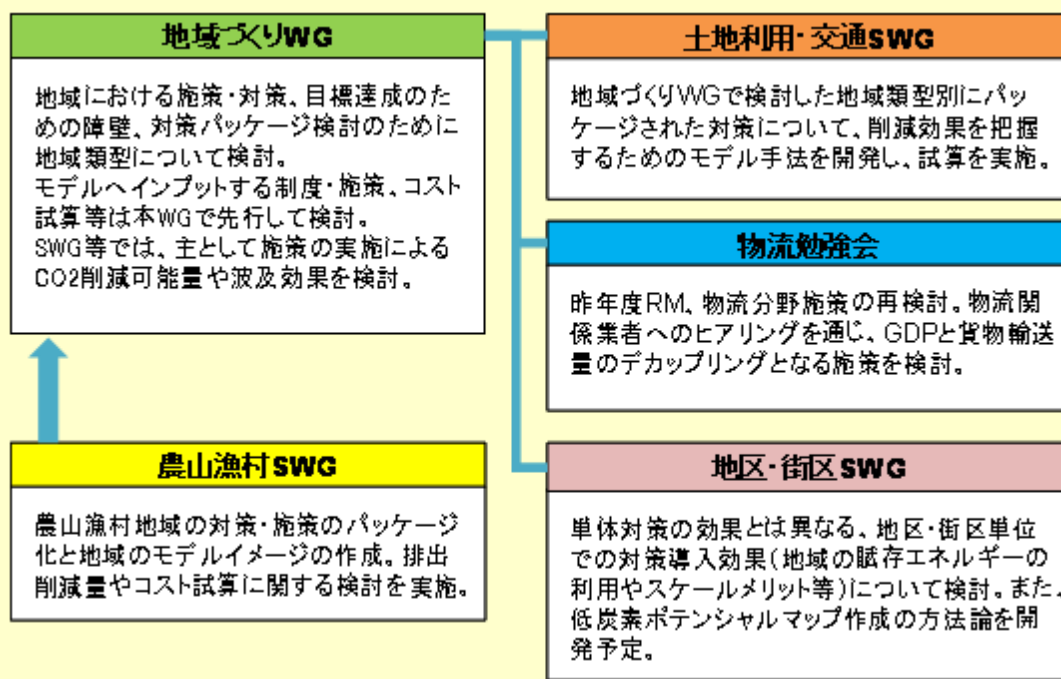 地域づくりWG
地域における施策・対策、目標達成のた
めの障壁、対策パッケージ検討のために
地域類型について検討。
モデルへインプットする制度・施策、コスト
試算等は本WGで先行して検討。
SWG等では、主として施策の実施による
CO2削減可能量や波及効果を検討。
農山漁村SWG
農山漁村地域の対策・施策のパッケージ
化と地域のモデルイメージの作成。排出
削減量やコスト試算に関する検討を実施。
土地利用・交通SWG
地域づくりWGで検討した地域類型別にパッ
ケージされた対策について、削減効果を把握
するためのモデル手法を開発し、試算を実施。
物流勉強会
昨年度RM、物流分野施策の再検討。物流関
係業者へのヒアリングを通じ、GDPと貨物輸送
量のデカップリングとなる施策を検討。
地区・街区SWG
単体対策の効果とは異なる、地区・街区単位
での対策導入効果(地域の賦存エネルギーの
利用やスケールメリット等)について検討。また、
低炭素ポテンシャルマップ作成の方法論を開
発予定。